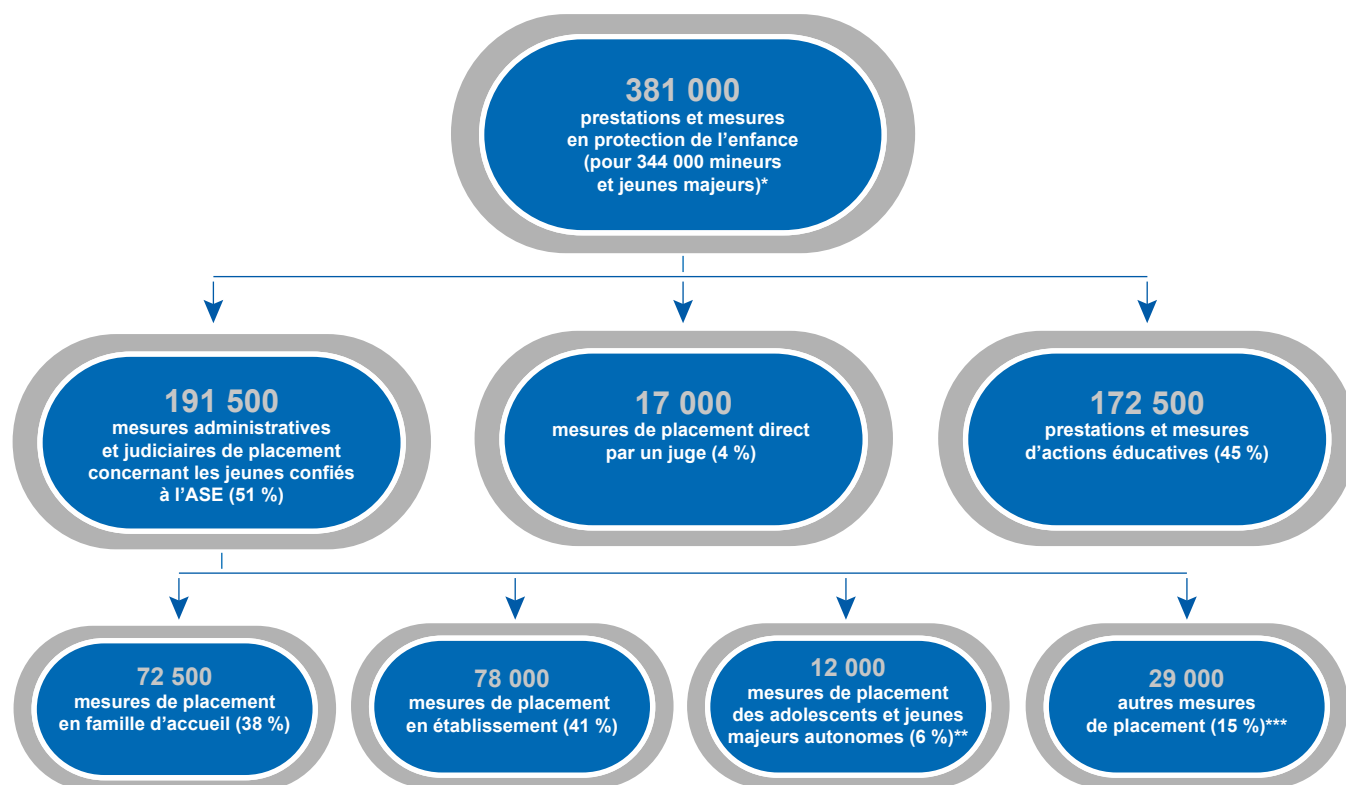 381 000
prestations et mesures
en protection de l’enfance
(pour 344 000 mineurs
et jeunes majeurs)*
191 500
mesures administratives
et judiciaires de placement
concernant les jeunes confiés
à l’ASE (51 %)
17 000
mesures de placement direct
par un juge (4 %)
172 500
prestations et mesures
d’actions éducatives (45 %)
72 500
mesures de placement
en famille d’accueil (38 %)
78 000
mesures de placement
en établissement (41 %)
12 000
mesures de placement
des adolescents et jeunes
majeurs autonomes (6 %)**
29 000
autres mesures
de placement (15 %)***